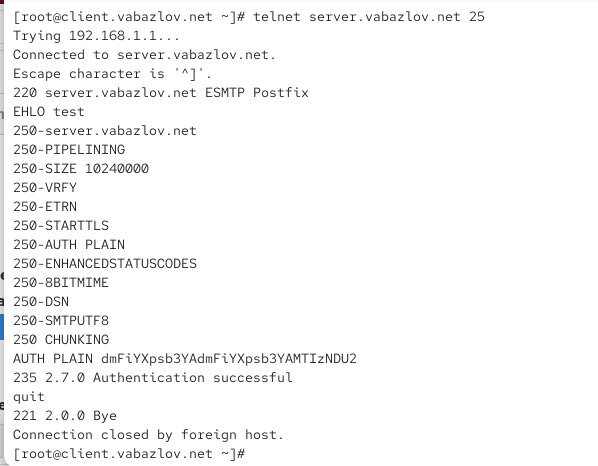 [root@client.vabazlov.net ~]# telnet server.vabazlov.net 25
Trying 192.168.1.1...
Connected to server.vabazlov.net.
Escape character is '^]'.
220 server.vabazlov.net ESMTP Postfix
EHLO test
250-server.vabazlov.net
250-PIPELINING
250-SIZE 10240000
250-VRFY
250-ETRN
250-STARTTLS
250-AUTH PLAIN
250-ENHANCEDSTATUSCODES
250-8BITMIME
250-DSN
250-SMTPUTF8
250 CHUNKING
AUTH PLAIN dmFiYXpsb3YAdmFiYXpsb3YAMTIzNDU2
235 2.7.0 Authentication successful
quit
221 2.0.0 Bye
Connection closed by foreign host.
[root@client.vabazlov.net ~]#